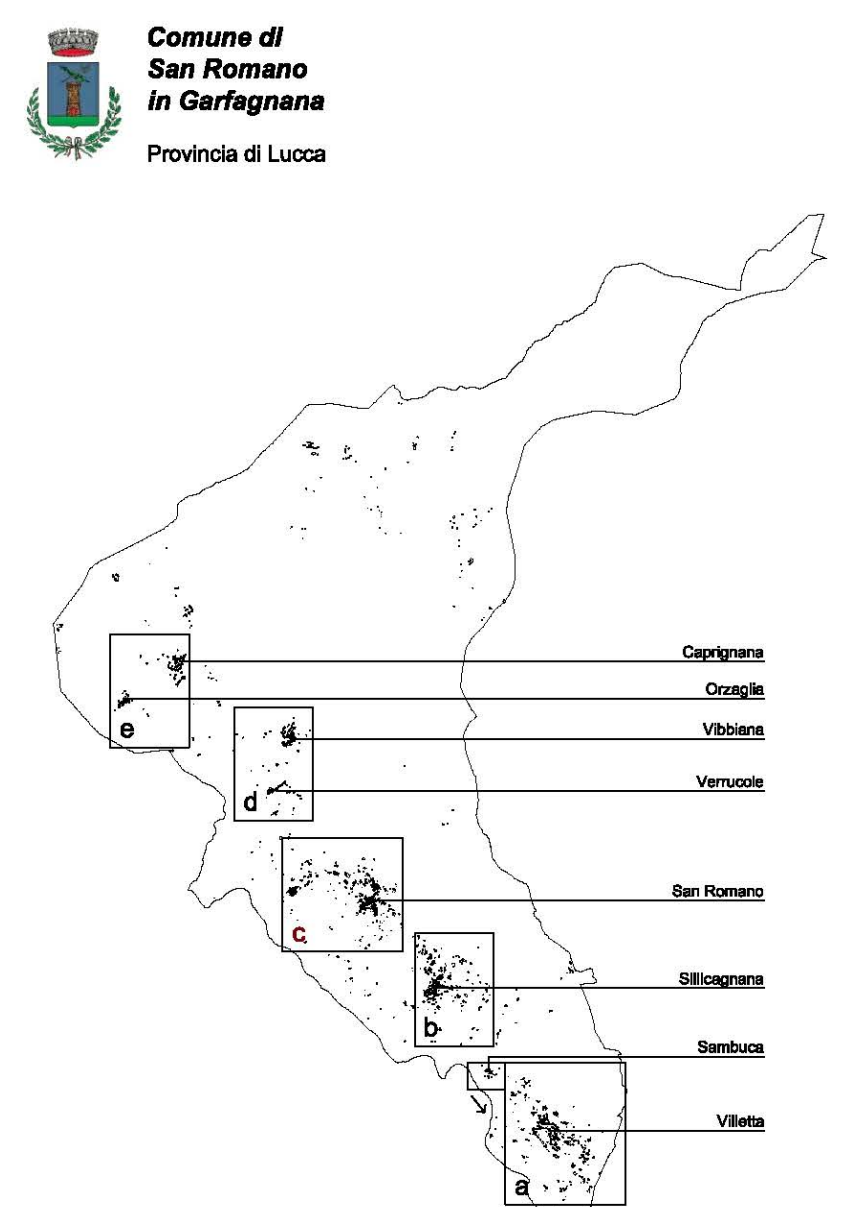 Comune di
San Romano
in Garfagnana
Provincia di Lucca
Caprignana
Orzaglia
e
Vibbiana
Verrucole
d
San Romano
c
Sillicagnana
b
Sambuca
Villetta
a